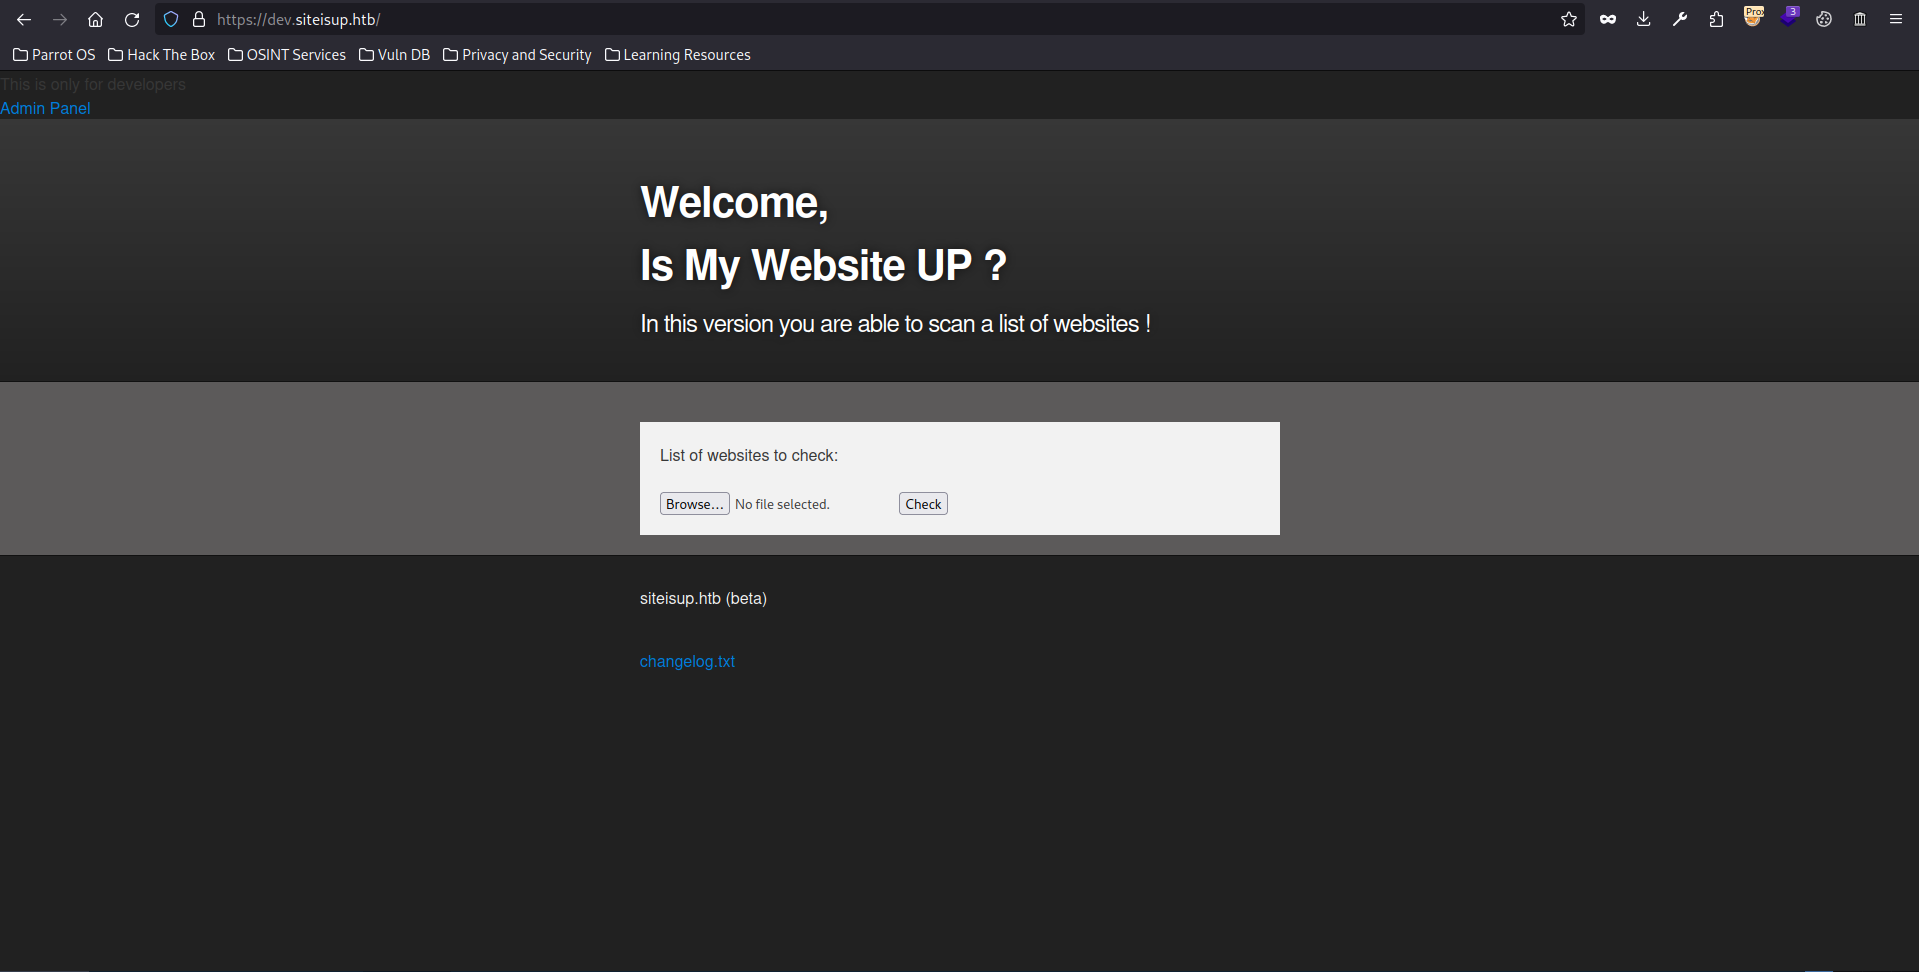 https://dev.siteisup.htb/
3
Parrot OS Hack The Box OSINT Services Vuln DB Privacy and Security Learning Resources
This is only for developers
Admin Panel
Welcome,
Is My Website UP ?
In this version you are able to scan a list of websites !
List of websites to check:
Browse... No file selected. Check
siteisup.htb (beta)
changelog.txt